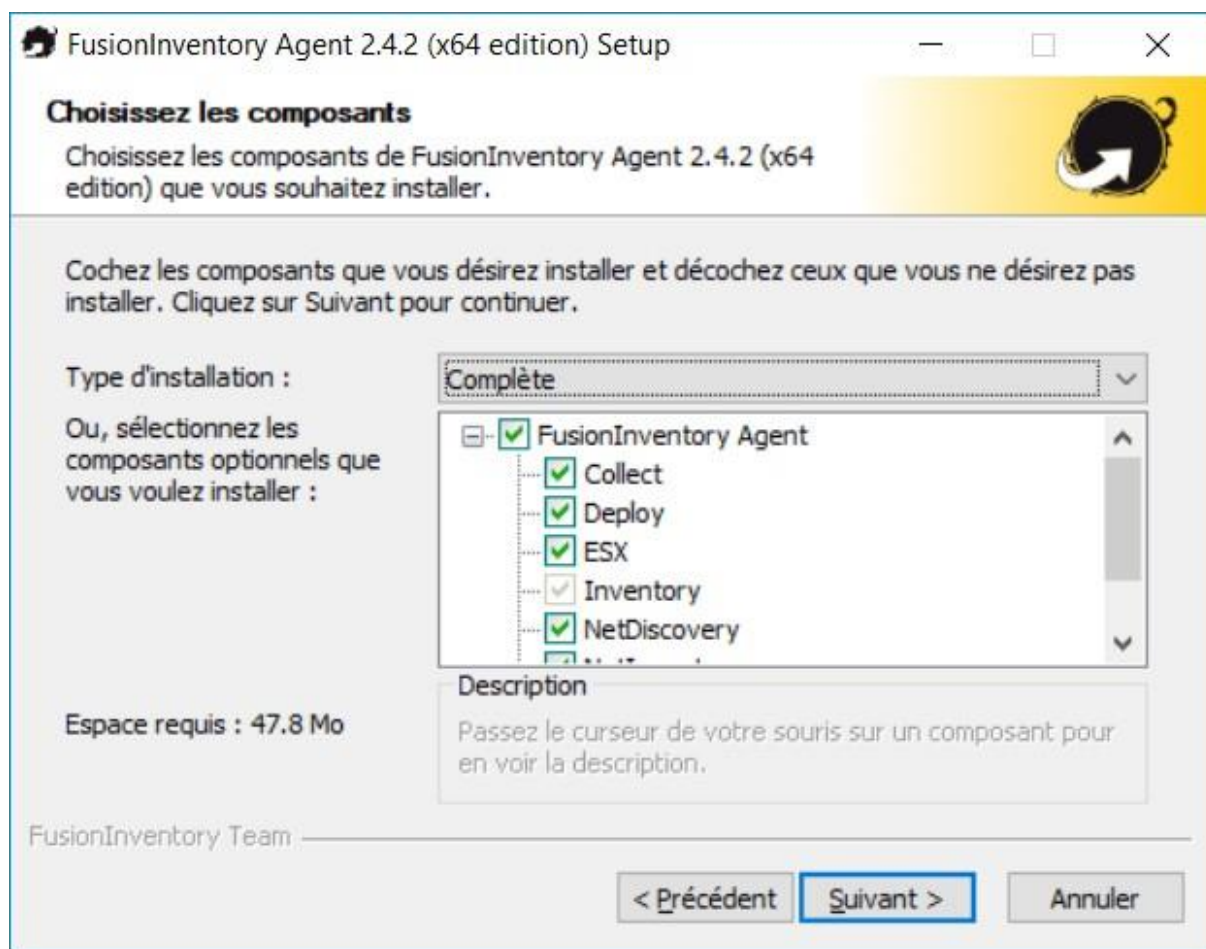 FusionInventory Agent 2.4.2 (x64 edition) Setup
Choisissez les composants
Choisissez les composants de FusionInventory Agent 2.4.2 (x64
edition) que vous souhaitez installer.
Cochez les composants que vous désirez installer et décochez ceux que vous ne désirez pas
installer. Cliquez sur Suivant pour continuer.
Type d'installation :
Complète
Ou, sélectionnez les
composants optionnels que
vous voulez installer :
FusionInventory Agent
Collect
Deploy
ESX
Inventory
NetDiscovery
Espace requis : 47.8 Mo
Description
Passez le curseur de votre souris sur un composant pour
en voir la description.
FusionInventory Team
< Précédent
Suivant >
Annuler